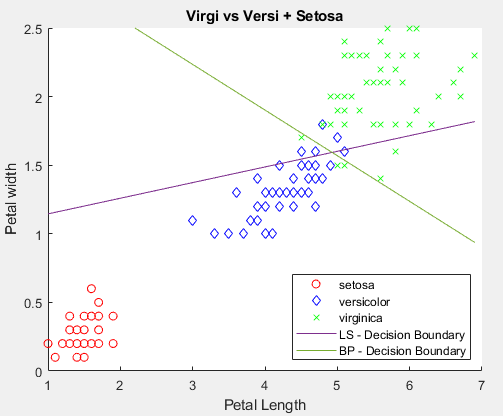 Virgi vs Versi + Setosa
2.5
2
1.5
1
0.5
0
Petal width
1
2
3
4
5
6
7
Petal Length
setosa
versicolor
virginica
LS - Decision Boundary
BP - Decision Boundary